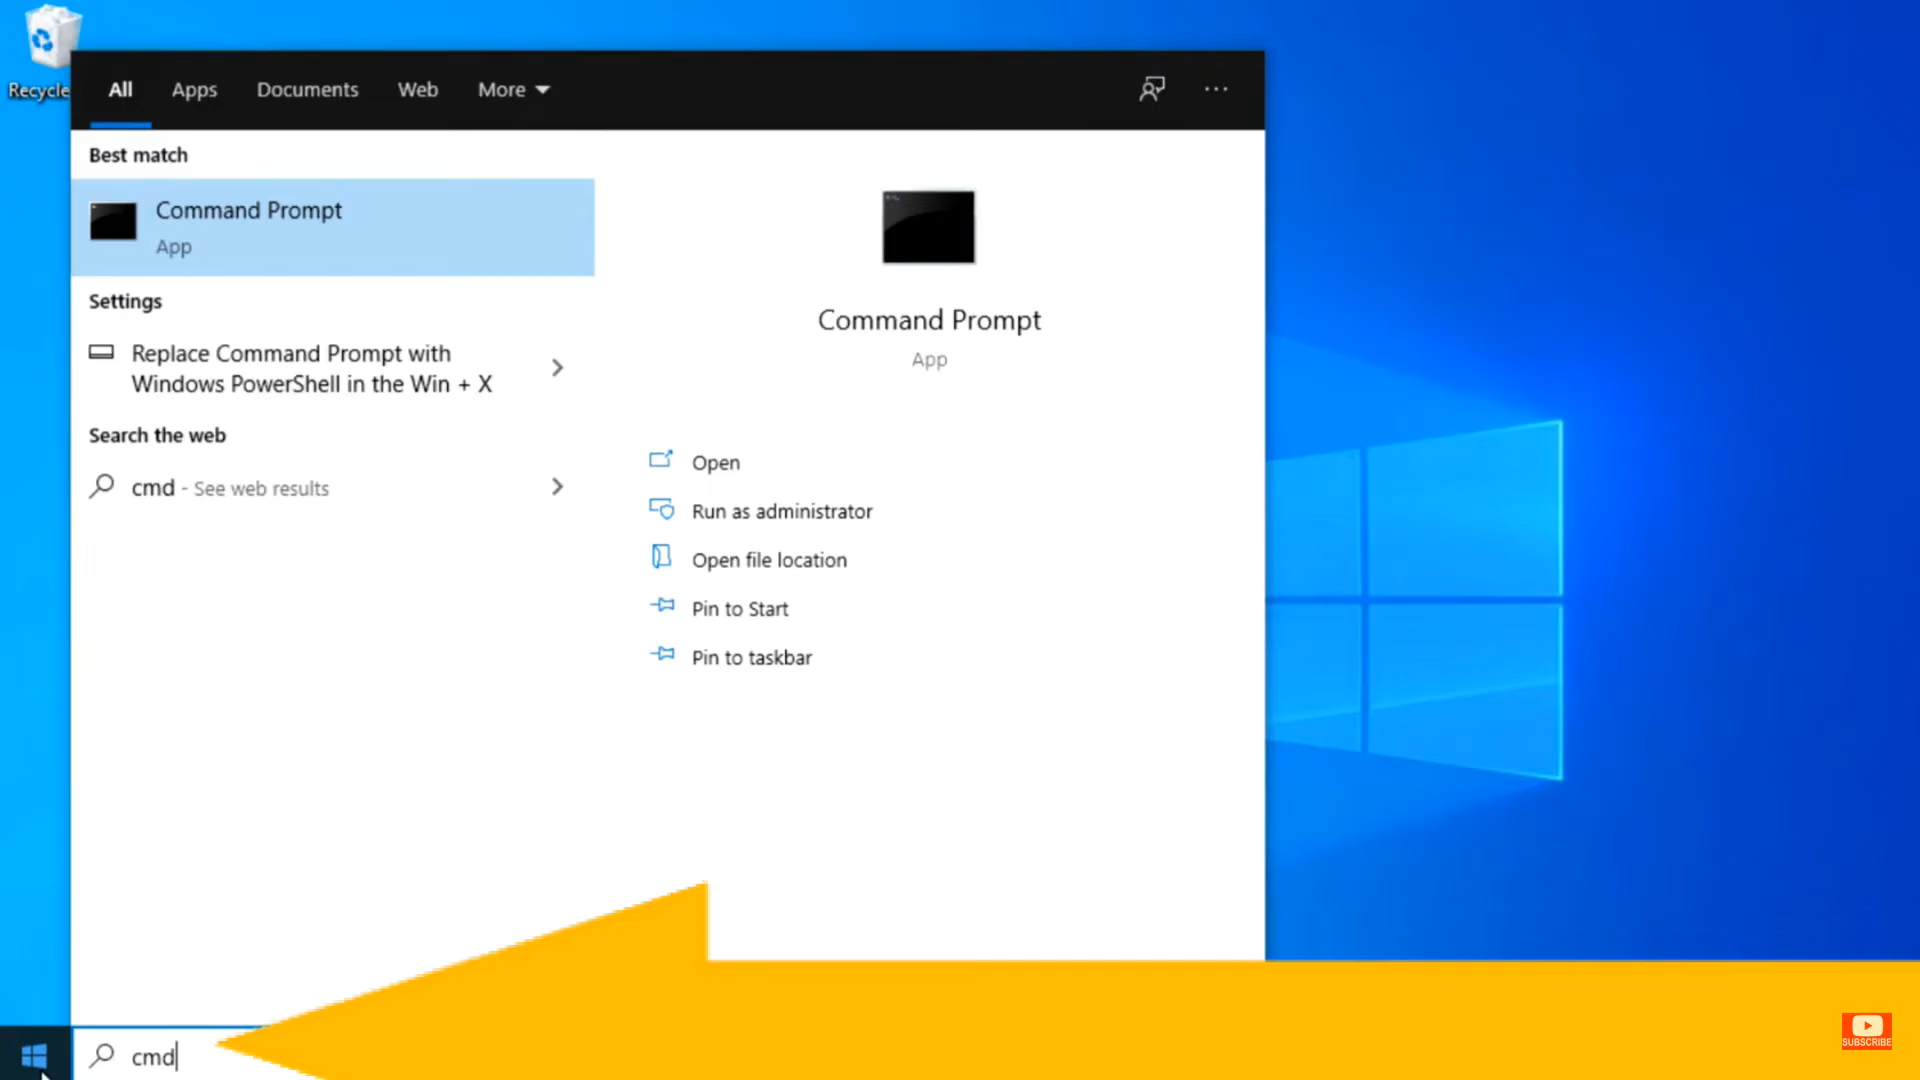 Recycle
All Apps Documents Web More
Best match
Command Prompt
App
Settings
Replace Command Prompt with
Windows PowerShell in the Win + X
Search the web
cmd - See web results
Command Prompt
App
Open
Run as administrator
Open file location
Pin to Start
Pin to taskbar
cmd
SUBSCRIBE